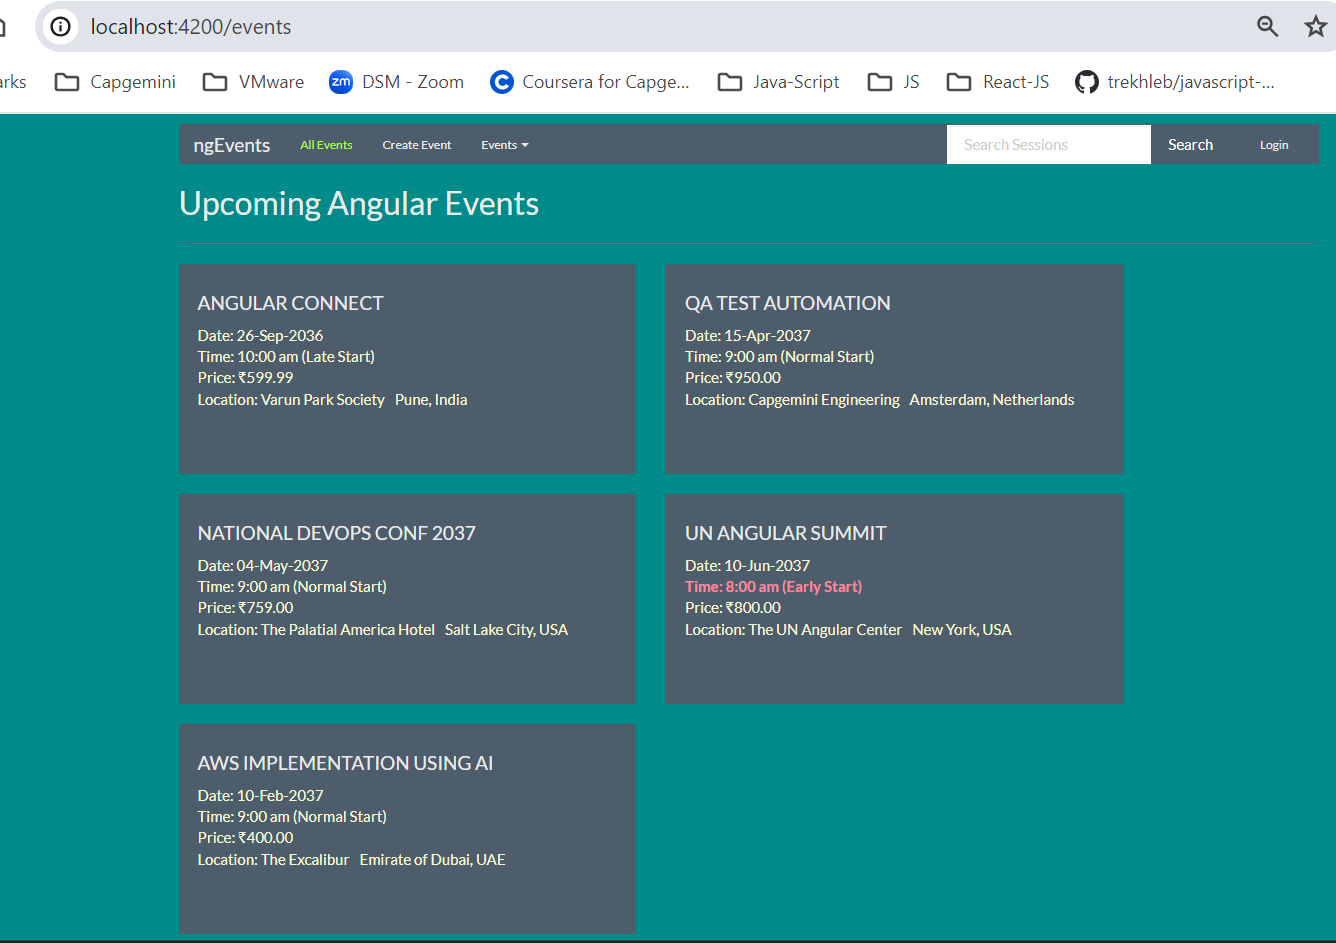 localhost:4200/events
arks Capgemini VMware DSM - Zoom Coursera for Capge... Java-Script JS React-JS trekhleb/javascript-...
ngEvents All Events Create Event Events Search Sessions Search Login
Upcoming Angular Events
ANGULAR CONNECT
Date: 26-Sep-2036
Time: 10:00 am (Late Start)
Price: ₹599.99
Location: Varun Park Society Pune, India
QA TEST AUTOMATION
Date: 15-Apr-2037
Time: 9:00 am (Normal Start)
Price: ₹950.00
Location: Capgemini Engineering Amsterdam, Netherlands
NATIONAL DEVOPS CONF 2037
Date: 04-May-2037
Time: 9:00 am (Normal Start)
Price: ₹759.00
Location: The Palatial America Hotel Salt Lake City, USA
UN ANGULAR SUMMIT
Date: 10-Jun-2037
Time: 8:00 am (Early Start)
Price: ₹800.00
Location: The UN Angular Center New York, USA
AWS IMPLEMENTATION USING AI
Date: 10-Feb-2037
Time: 9:00 am (Normal Start)
Price: ₹400.00
Location: The Excalibur Emirate of Dubai, UAE